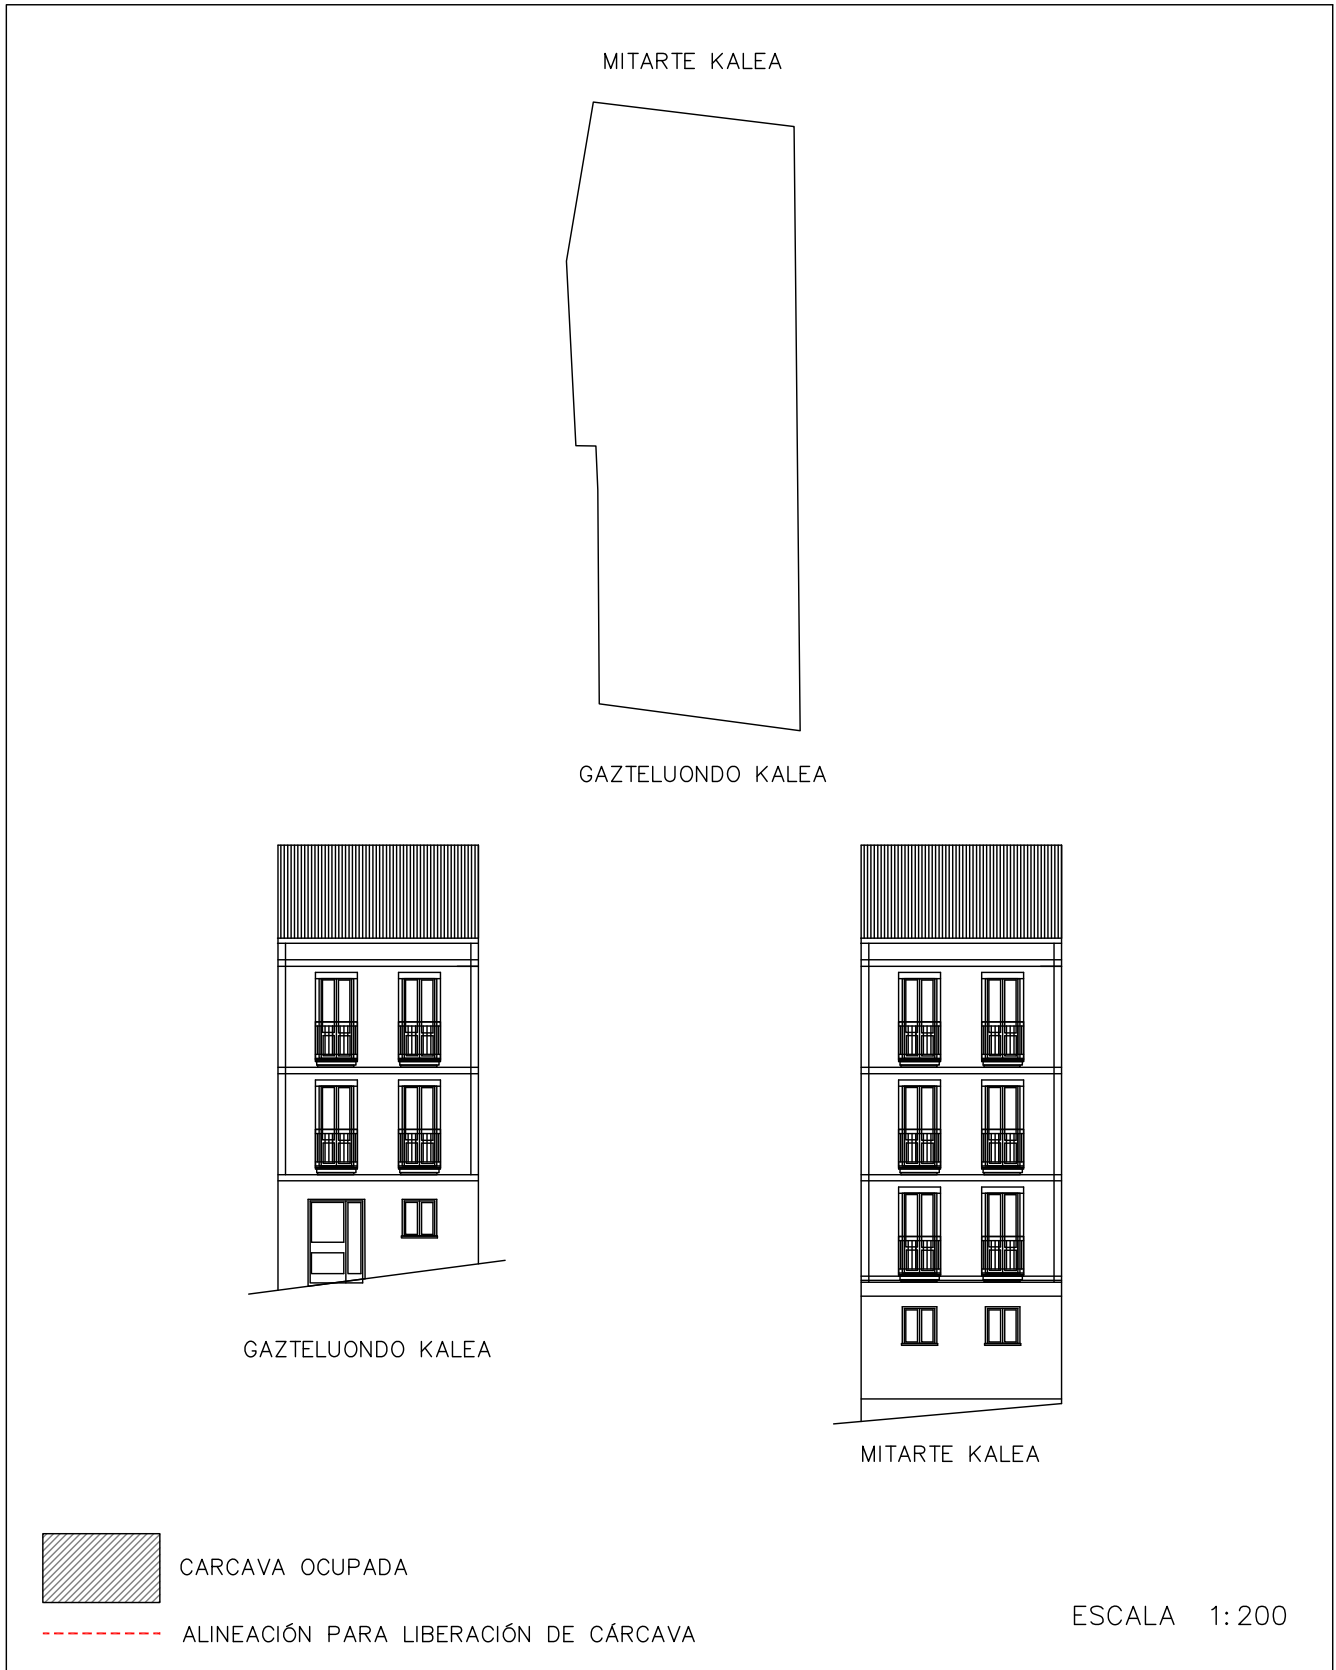 MITARTE KALEA
GAZTELUONDO KALEA
GAZTELUONDO KALEA
MITARTE KALEA
CARCAVA OCUPADA
ALINEACIÓN PARA LIBERACIÓN DE CÁRCAVA
ESCALA 1:200